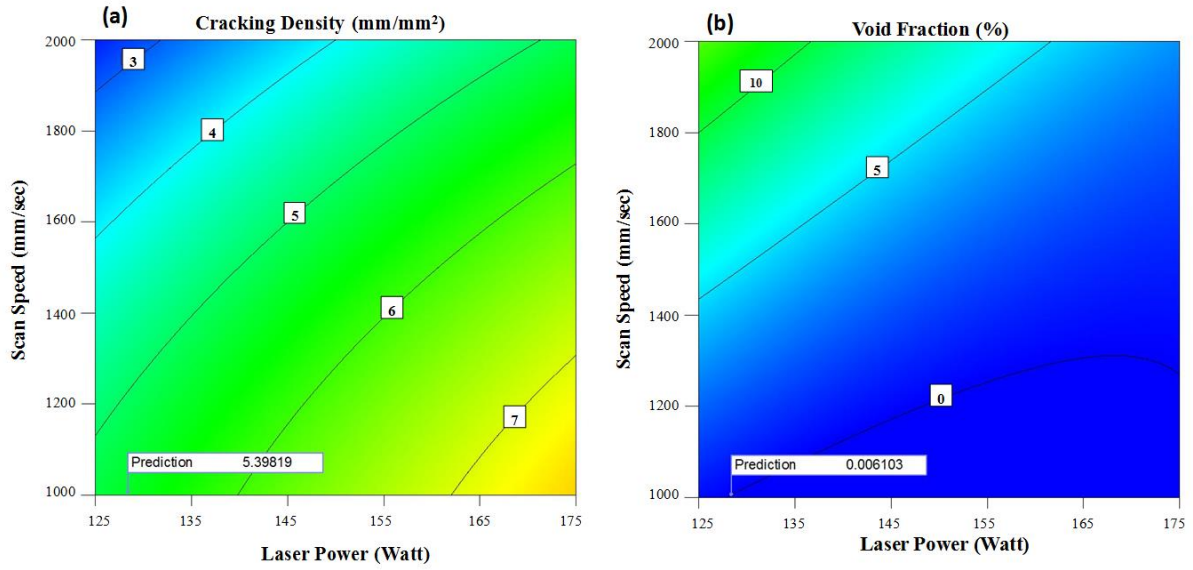 (a)
Cracking Density (mm/mm²)
2000
1800
1600
1400
1200
1000
Scan Speed (mm/sec)
3
4
5
6
7
Prediction 5.39819
125 135 145 155 165 175
Laser Power (Watt)
(b)
Void Fraction (%)
2000
1800
1600
1400
1200
1000
Scan Speed (mm/sec)
10
5
0
Prediction 0.006103
125 135 145 155 165 175
Laser Power (Watt)